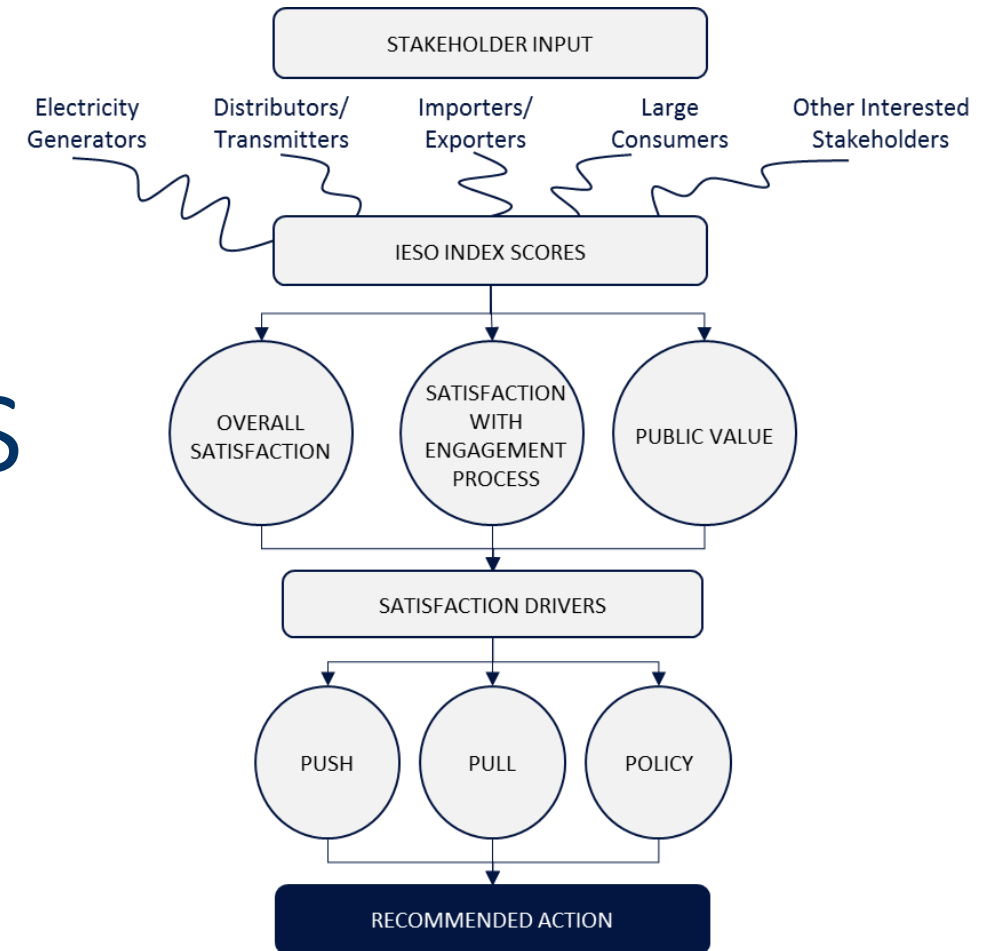 STAKEHOLDER INPUT
Electricity Generators
Distributors/ Transmitters
Importers/ Exporters
Large Consumers
Other Interested Stakeholders
IESO INDEX SCORES
OVERALL
SATISFACTION
SATISFACTION
WITH
ENGAGEMENT
PROCESS
PUBLIC VALUE
S
SATISFACTION DRIVERS
PUSH
PULL
POLICY
RECOMMENDED ACTION